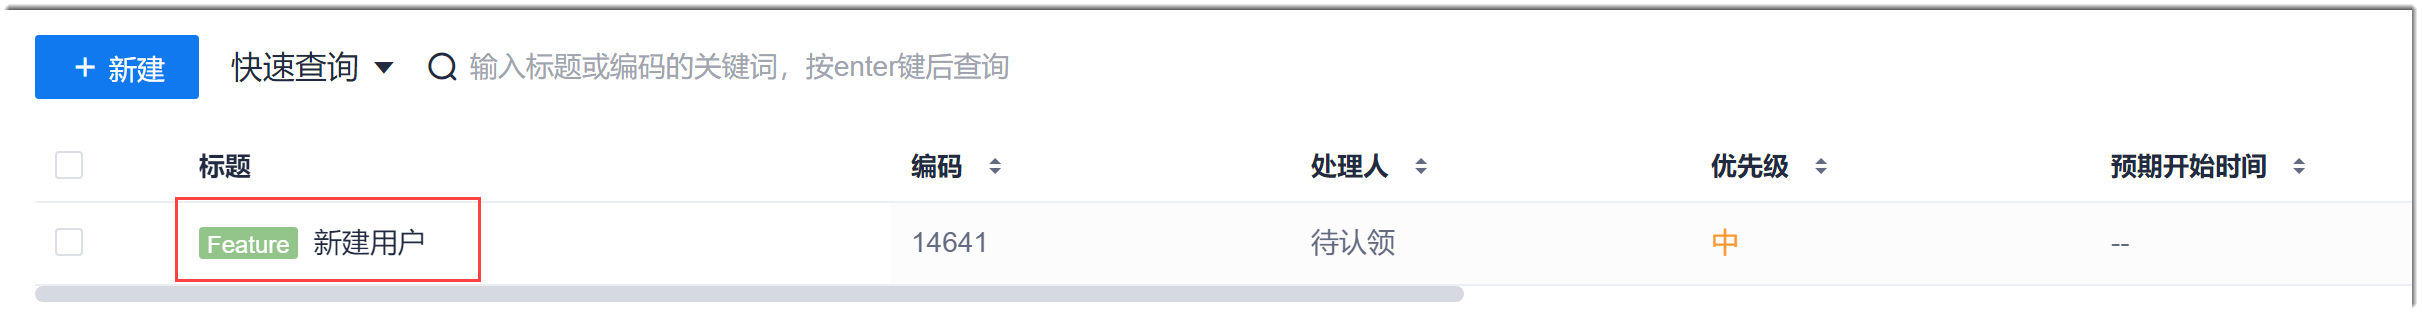 + 新建 快速查询 输入标题或编码的关键词，按enter键后查询
标题 编码 处理人 优先级 预期开始时间
Feature 新建用户 14641 待认领 中 --